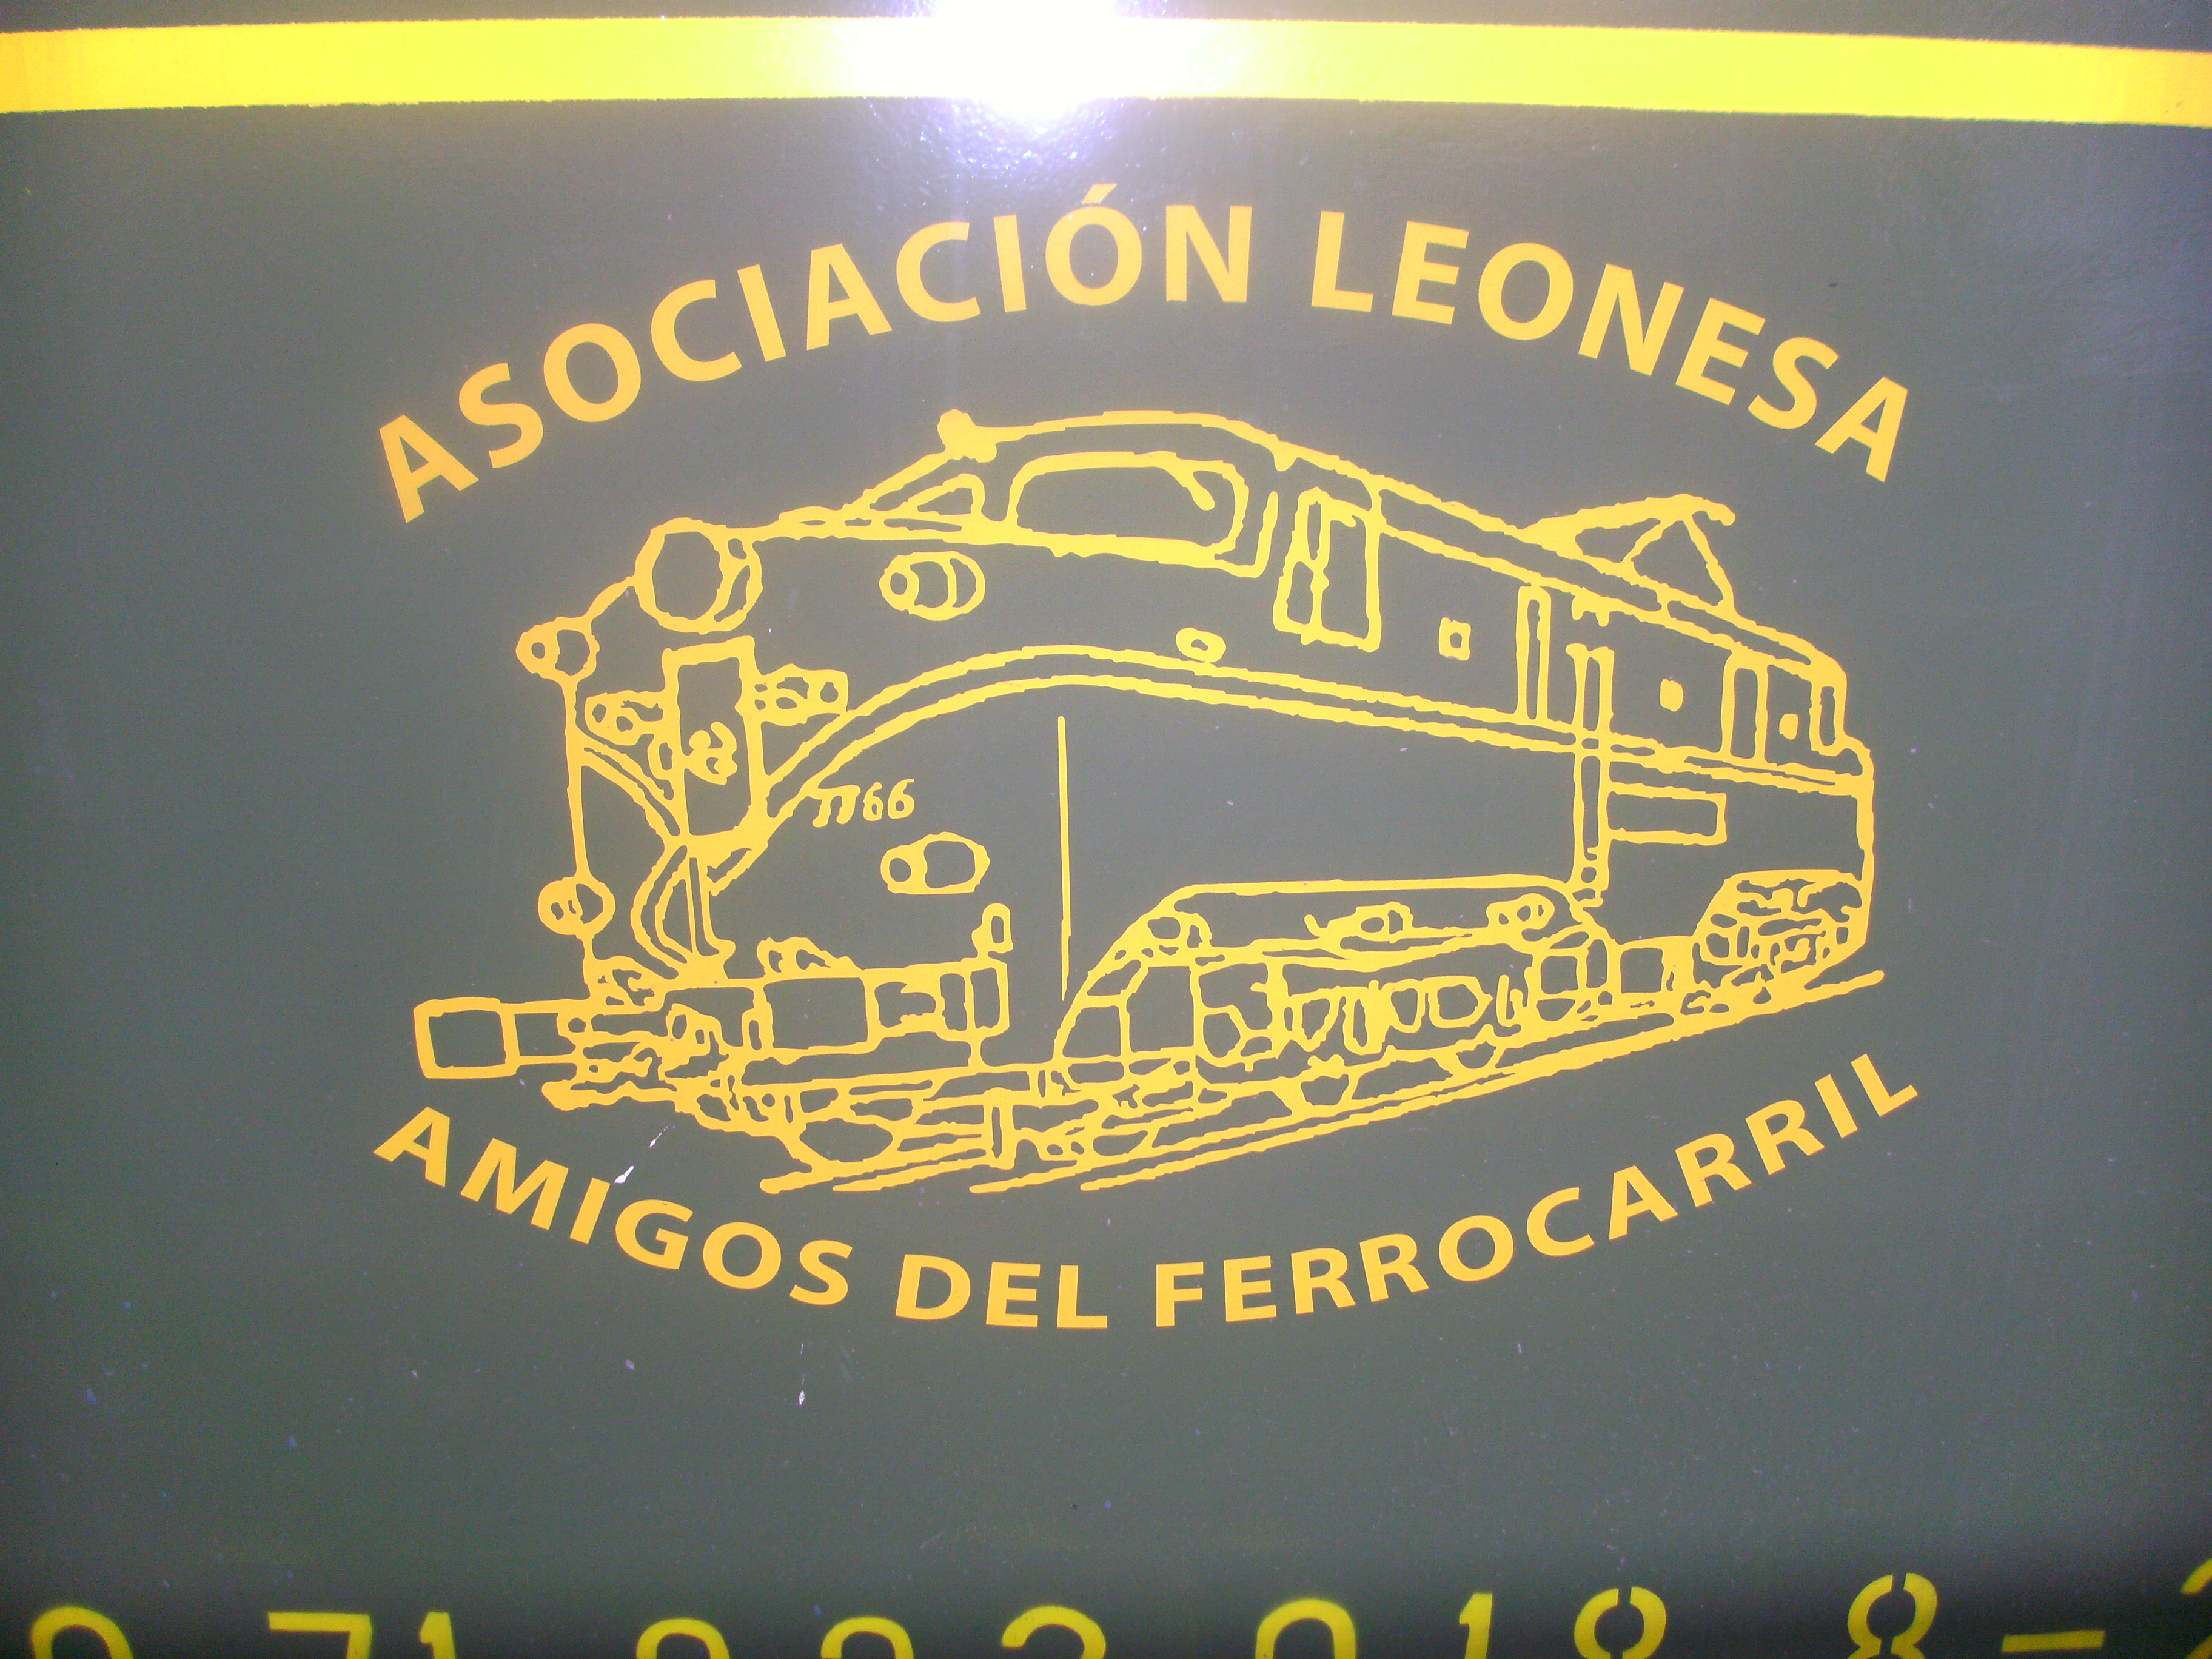 ASOCIACIÓN LEONESA
7766
AMIGOS DEL FERROCARRIL